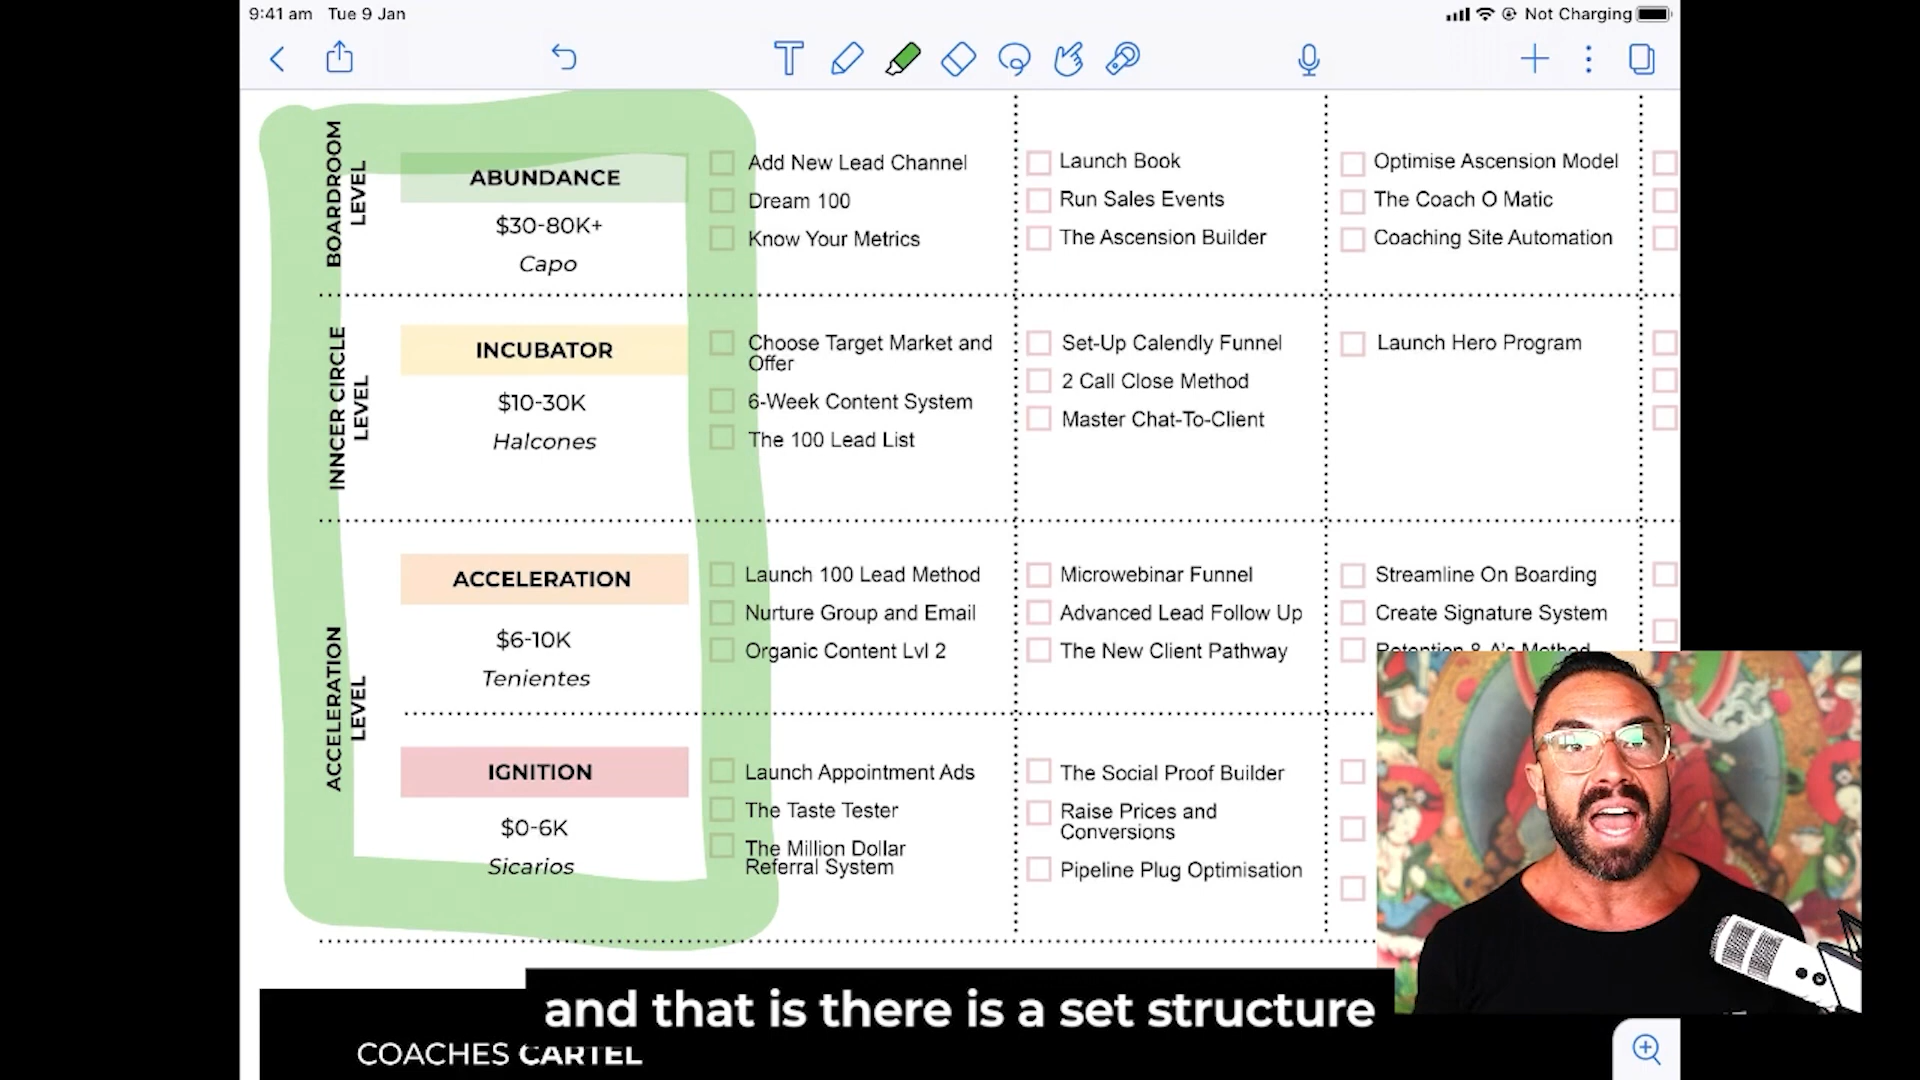 9:41 am Tue 9 Jan
Not Charging
BOARDROOM
LEVEL
ABUNDANCE
$30-80K+
Capo
Add New Lead Channel
Dream 100
Know Your Metrics
Launch Book
Run Sales Events
The Ascension Builder
Optimise Ascension Model
The Coach O Matic
Coaching Site Automation
INNCER CIRCLE
LEVEL
INCUBATOR
$10-30K
Halcones
Choose Target Market and
Offer
6-Week Content System
The 100 Lead List
Set-Up Calendly Funnel
2 Call Close Method
Master Chat-To-Client
Launch Hero Program
ACCELERATION
LEVEL
ACCELERATION
$6-10K
Tenientes
Launch 100 Lead Method
Nurture Group and Email
Organic Content Lvl 2
Microwebinar Funnel
Advanced Lead Follow Up
The New Client Pathway
Streamline On Boarding
Create Signature System
Retention & A's Method
IGNITION
$0-6K
Sicarios
Launch Appointment Ads
The Taste Tester
The Million Dollar
Referral System
The Social Proof Builder
Raise Prices and
Conversions
Pipeline Plug Optimisation
and that is there is a set structure
COACHES CARTEL